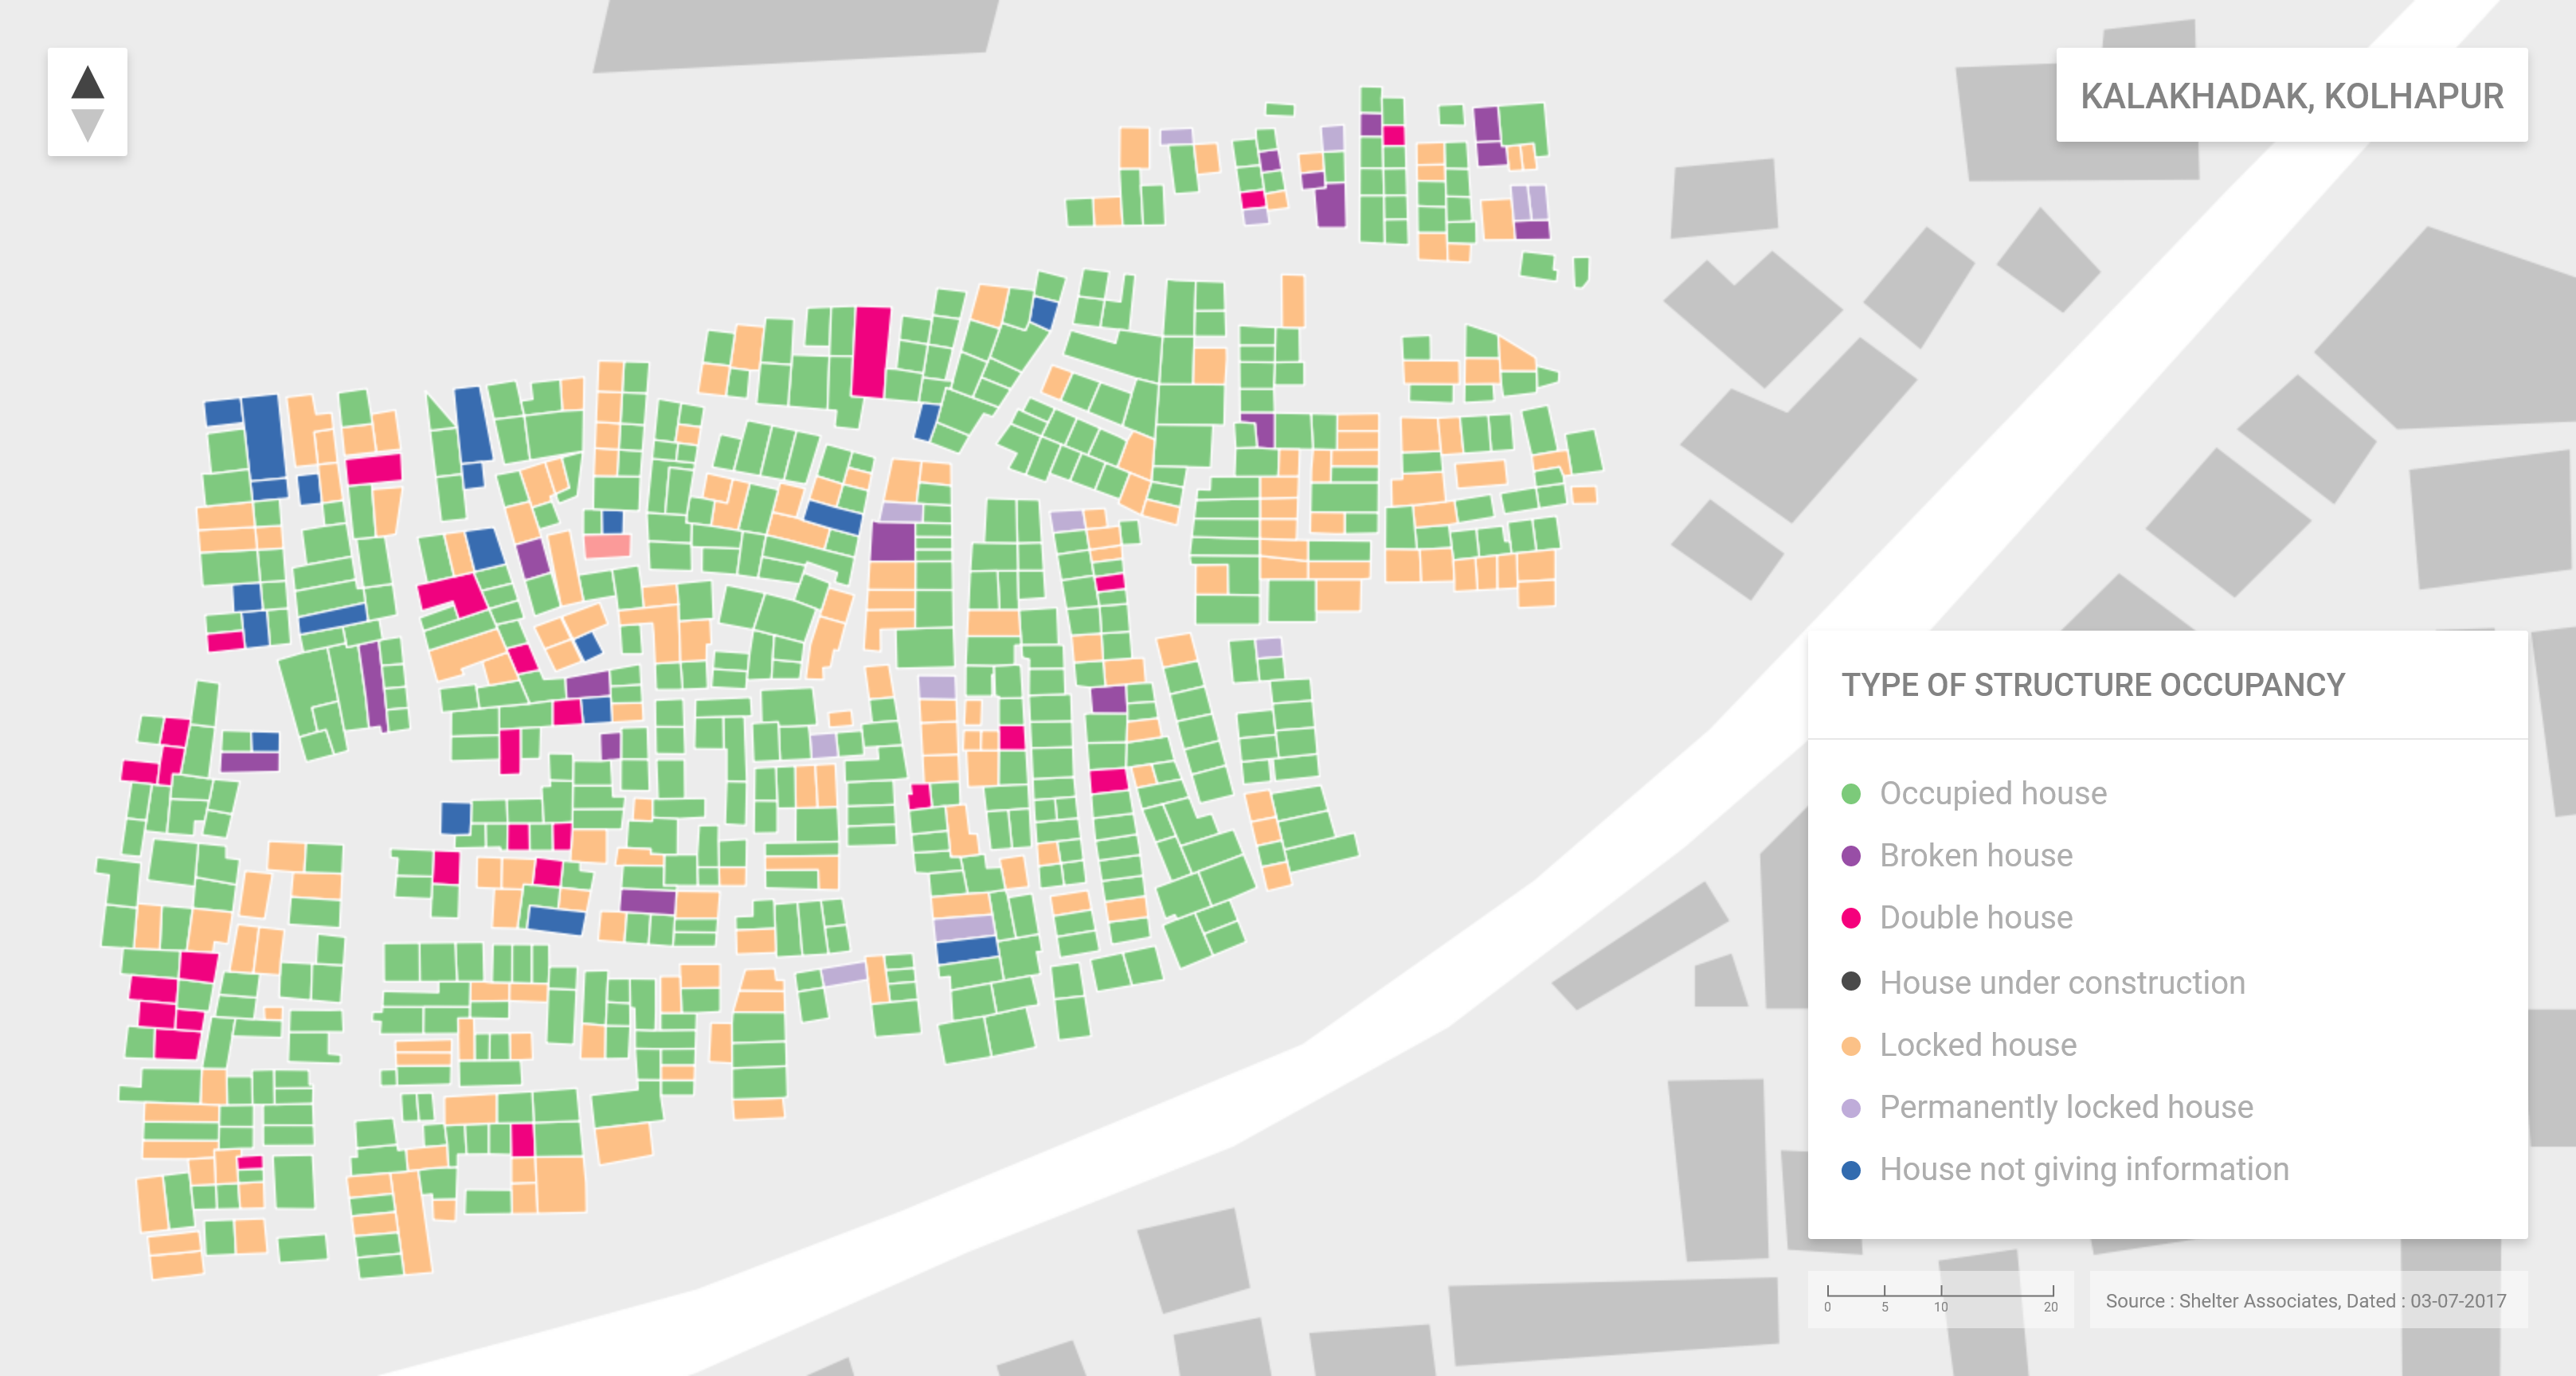 KALAKHADAK, KOLHAPUR
TYPE OF STRUCTURE OCCUPANCY
Occupied house
Broken house
Double house
House under construction
Locked house
Permanently locked house
House not giving information
0 5 10 20
Source : Shelter Associates, Dated : 03-07-2017